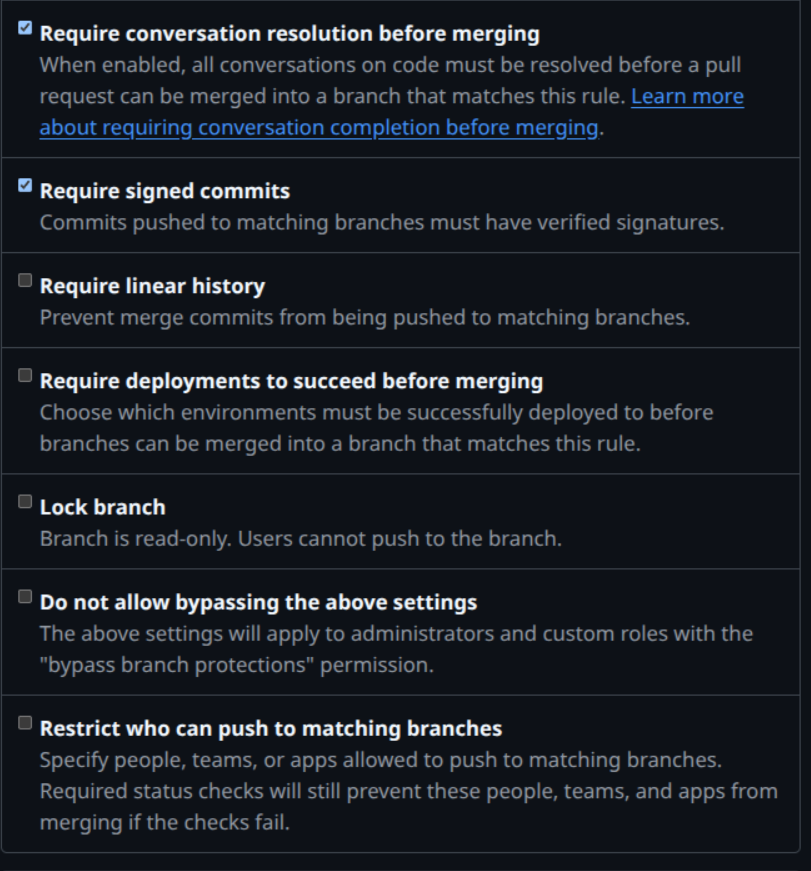 Require conversation resolution before merging
When enabled, all conversations on code must be resolved before a pull
request can be merged into a branch that matches this rule. Learn more
about requiring conversation completion before merging.
Require signed commits
Commits pushed to matching branches must have verified signatures.
Require linear history
Prevent merge commits from being pushed to matching branches.
Require deployments to succeed before merging
Choose which environments must be successfully deployed to before
branches can be merged into a branch that matches this rule.
Lock branch
Branch is read-only. Users cannot push to the branch.
Do not allow bypassing the above settings
The above settings will apply to administrators and custom roles with the
"bypass branch protections" permission.
Restrict who can push to matching branches
Specify people, teams, or apps allowed to push to matching branches.
Required status checks will still prevent these people, teams, and apps from
merging if the checks fail.